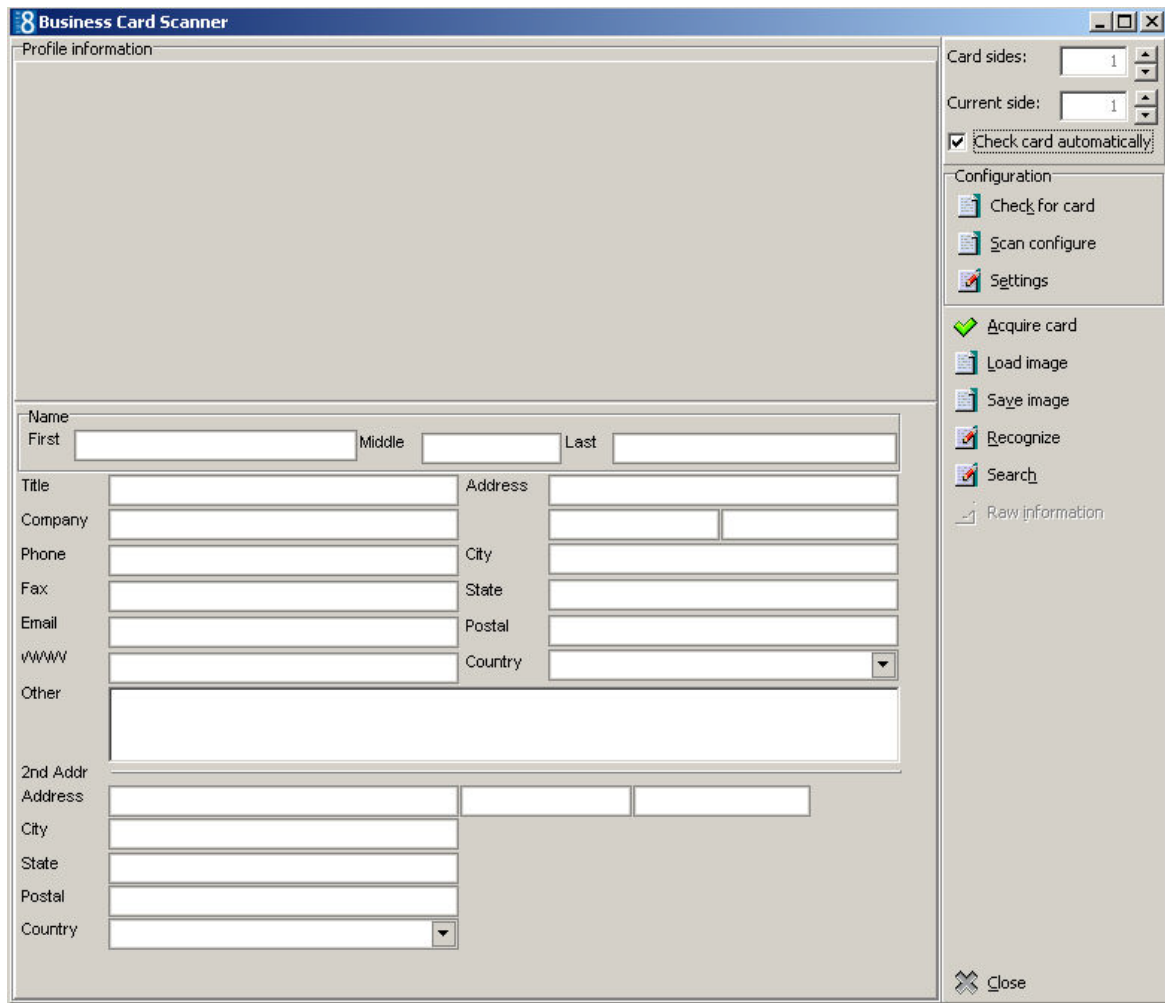 8 Business Card Scanner
Profile information
Card sides: 1
Current side: 1
Check card automatically
Configuration
Check for card
Scan configure
Settings
Acquire card
Load image
Save image
Recognize
Search
Raw information
Close
Name
First Middle Last
Title Address
Company
Phone City
Fax State
Email Postal
WWW Country
Other
2nd Addr
Address
City
State
Postal
Country